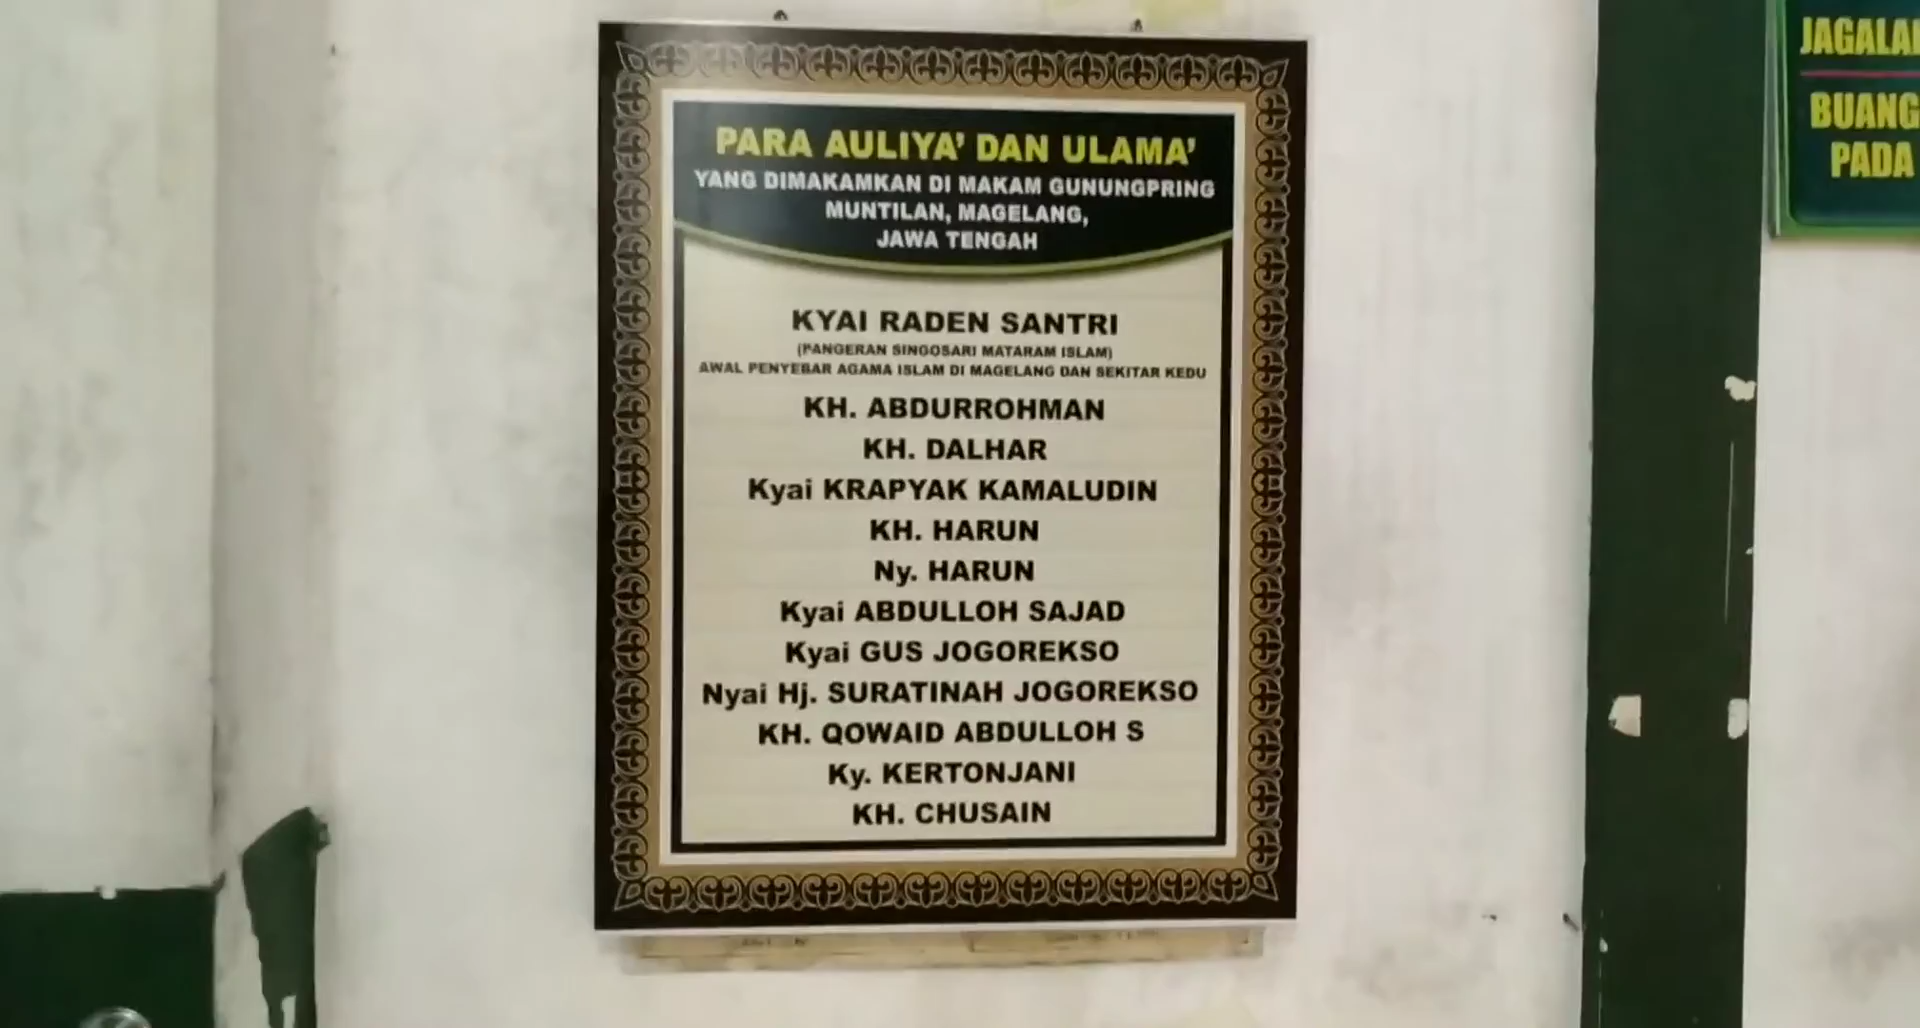 PARA AULIYA' DAN ULAMA'
YANG DIMAKAMKAN DI MAKAM GUNUNGPRING
MUNTILAN, MAGELANG,
JAWA TENGAH
KYAI RADEN SANTRI
(PANGERAN SINGOSARI MATARAM ISLAM)
AWAL PENYEBAR AGAMA ISLAM DI MAGELANG DAN SEKITAR KEDU
KH. ABDURROHMAN
KH. DALHAR
Kyai KRAPYAK KAMALUDIN
KH. HARUN
Ny. HARUN
Kyai ABDULLOH SAJAD
Kyai GUS JOGOREKSO
Nyai Hj. SURATINAH JOGOREKSO
KH. QOWAID ABDULLOH S
Ky. KERTONJANI
KH. CHUSAIN
BUANG
PADA